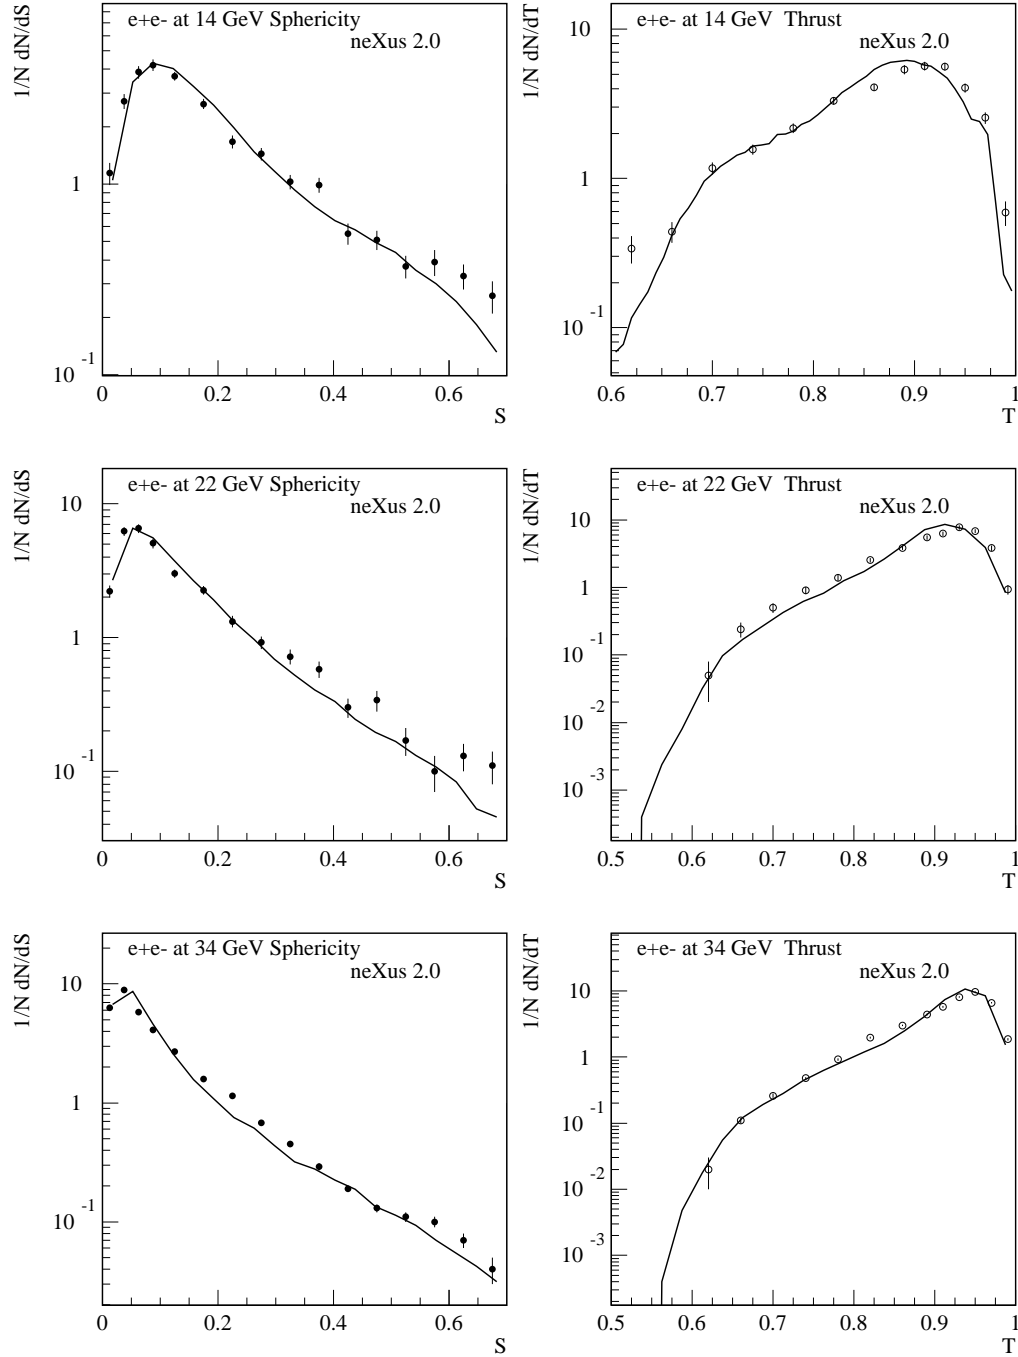 1/N dN/dS
e+e- at 14 GeV Sphericity
neXus 2.0
1
10 -1
0 0.2 0.4 0.6
S
1/N dN/dT
e+e- at 14 GeV Thrust
neXus 2.0
10
1
10 -1
0.6 0.7 0.8 0.9 1
T
1/N dN/dS
e+e- at 22 GeV Sphericity
neXus 2.0
10
1
10 -1
0 0.2 0.4 0.6
S
1/N dN/dT
e+e- at 22 GeV Thrust
neXus 2.0
10
1
10 -1
10 -2
10 -3
0.5 0.6 0.7 0.8 0.9 1
T
1/N dN/dS
e+e- at 34 GeV Sphericity
neXus 2.0
10
1
10 -1
0 0.2 0.4 0.6
S
1/N dN/dT
e+e- at 34 GeV Thrust
neXus 2.0
10
1
10 -1
10 -2
10 -3
0.5 0.6 0.7 0.8 0.9 1
T